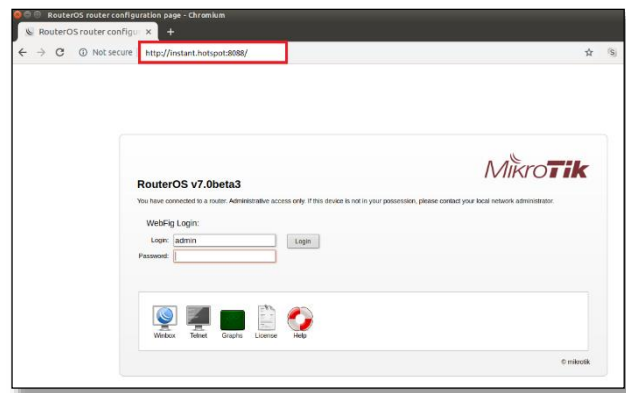 RouterOS router configuration page - Chromium
RouterOS router configu
Not secure
http://instant.hotspot:8088/
MikroTik
RouterOS v7.0beta3
You have connected to a router. Administrative access only. If this device is not in your possession, please contact your local network administrator.
WebFig Login:
Login: admin Login
Password:
Winbox Telnet Graphs License Help
© mikrotik